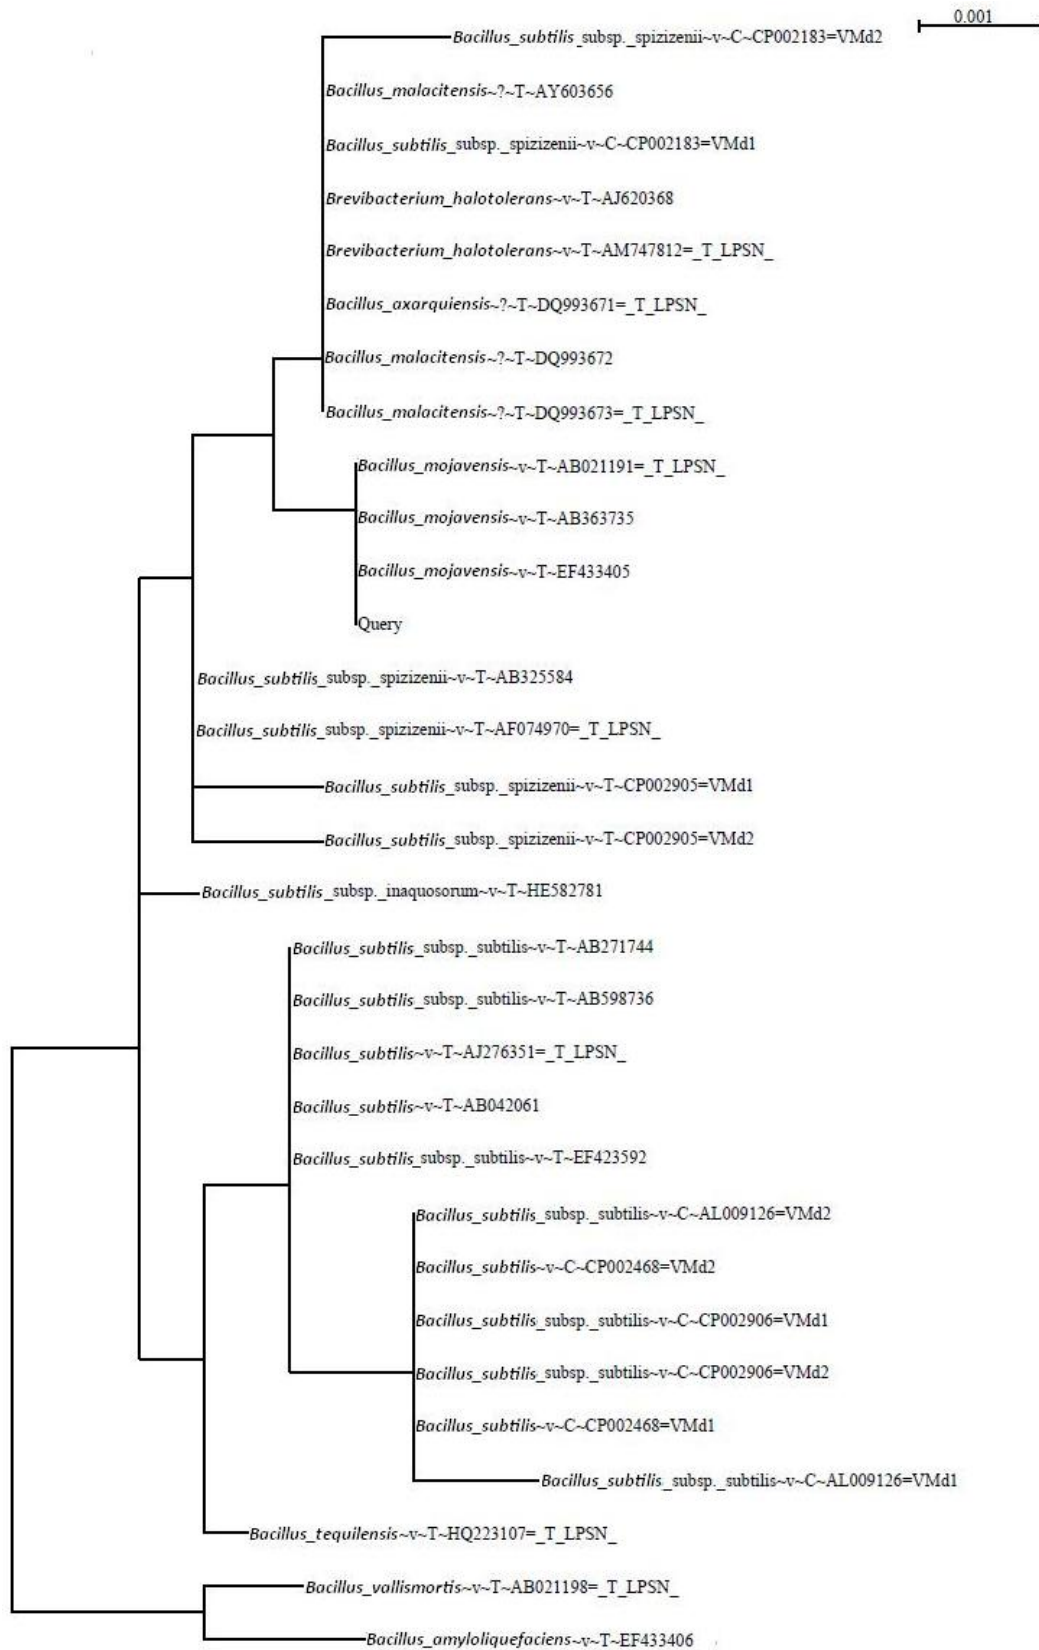 0.001
Bacillus_subtilis_subsp._spizizenii~v~C~CP002183=VMd2
Bacillus_malacitensis~?~T~AY603656
Bacillus_subtilis_subsp._spizizenii~v~C~CP002183=VMd1
Brevibacterium_halotolerans~v~T~AJ620368
Brevibacterium_halotolerans~v~T~AM747812=_T_LPSN_
Bacillus_axarquiensis~?~T~DQ993671=_T_LPSN_
Bacillus_malacitensis~?~T~DQ993672
Bacillus_malacitensis~?~T~DQ993673=_T_LPSN_
Bacillus_mojavensis~v~T~AB021191=_T_LPSN_
Bacillus_mojavensis~v~T~AB363735
Bacillus_mojavensis~v~T~EF433405
Query
Bacillus_subtilis_subsp._spizizenii~v~T~AB325584
Bacillus_subtilis_subsp._spizizenii~v~T~AF074970=_T_LPSN_
Bacillus_subtilis_subsp._spizizenii~v~T~CP002905=VMd1
Bacillus_subtilis_subsp._spizizenii~v~T~CP002905=VMd2
Bacillus_subtilis_subsp._inaquosorum~v~T~HE582781
Bacillus_subtilis_subsp._subtilis~v~T~AB271744
Bacillus_subtilis_subsp._subtilis~v~T~AB598736
Bacillus_subtilis~v~T~AJ276351=_T_LPSN_
Bacillus_subtilis~v~T~AB042061
Bacillus_subtilis_subsp._subtilis~v~T~EF423592
Bacillus_subtilis_subsp._subtilis~v~C~AL009126=VMd2
Bacillus_subtilis~v~C~CP002468=VMd2
Bacillus_subtilis_subsp._subtilis~v~C~CP002906=VMd1
Bacillus_subtilis_subsp._subtilis~v~C~CP002906=VMd2
Bacillus_subtilis~v~C~CP002468=VMd1
Bacillus_subtilis_subsp._subtilis~v~C~AL009126=VMd1
Bacillus_tequilensis~v~T~HQ223107=_T_LPSN_
Bacillus_vallismortis~v~T~AB021198=_T_LPSN_
Bacillus_amyloliquefaciens~v~T~EF433406